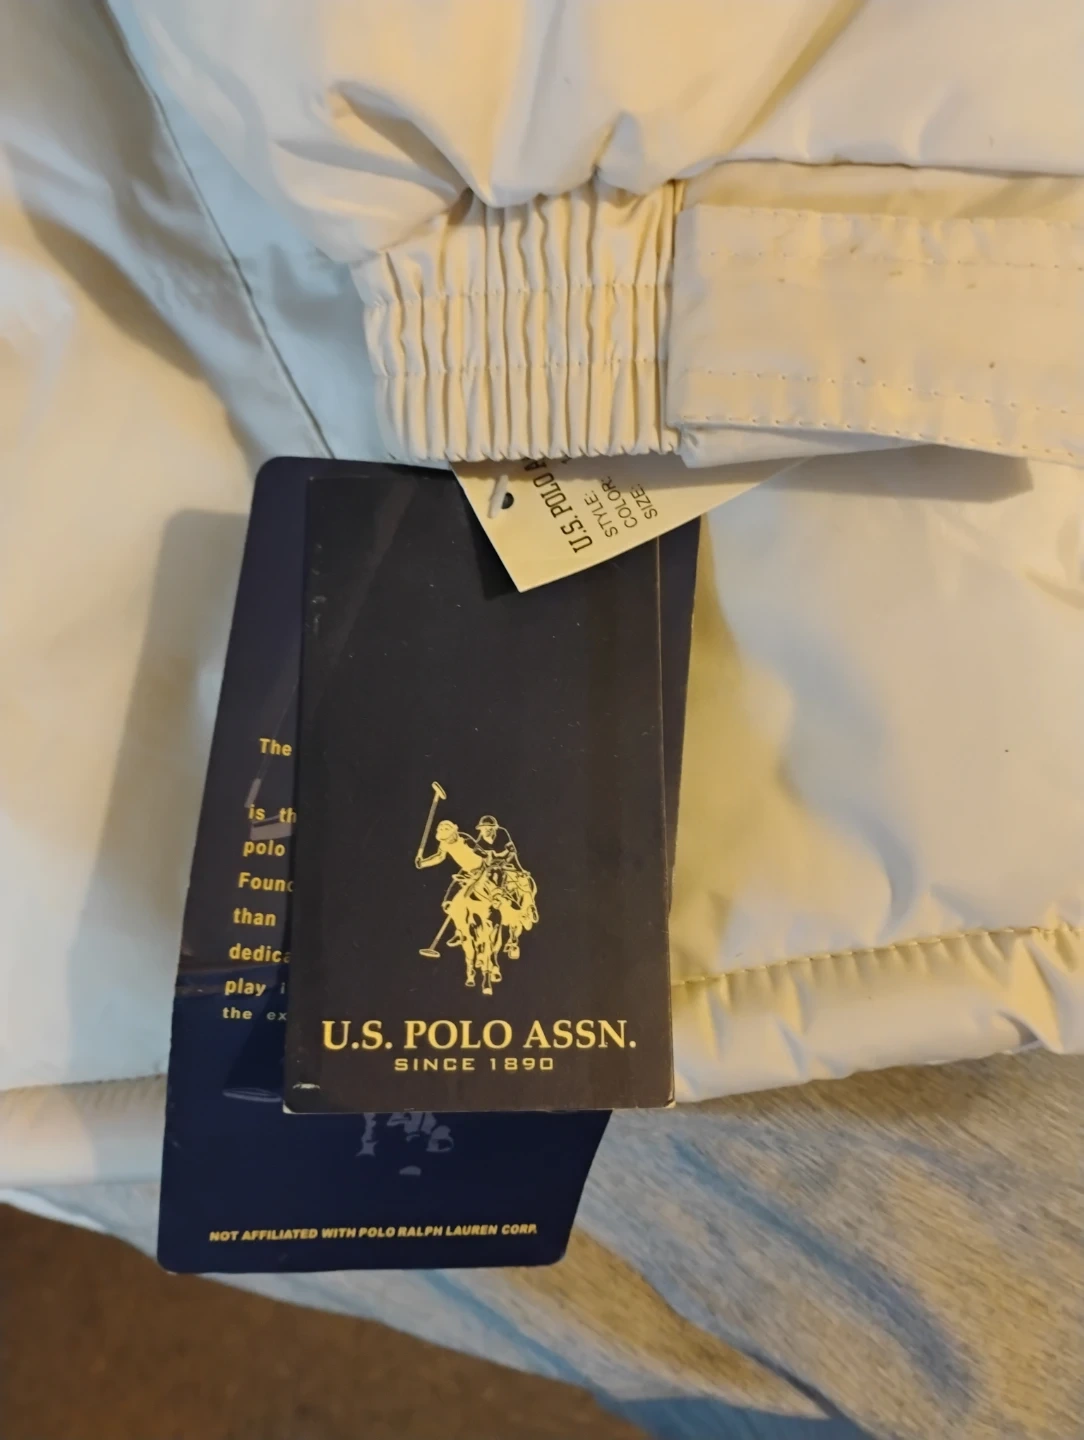 U.S. POLO A
STYLE:
COLOR:
SIZE:
The
is th
polo
Found
than
dedica
play i
the ex
U.S. POLO ASSN.
SINCE 1890
NOT AFFILIATED WITH POLO RALPH LAUREN CORP.